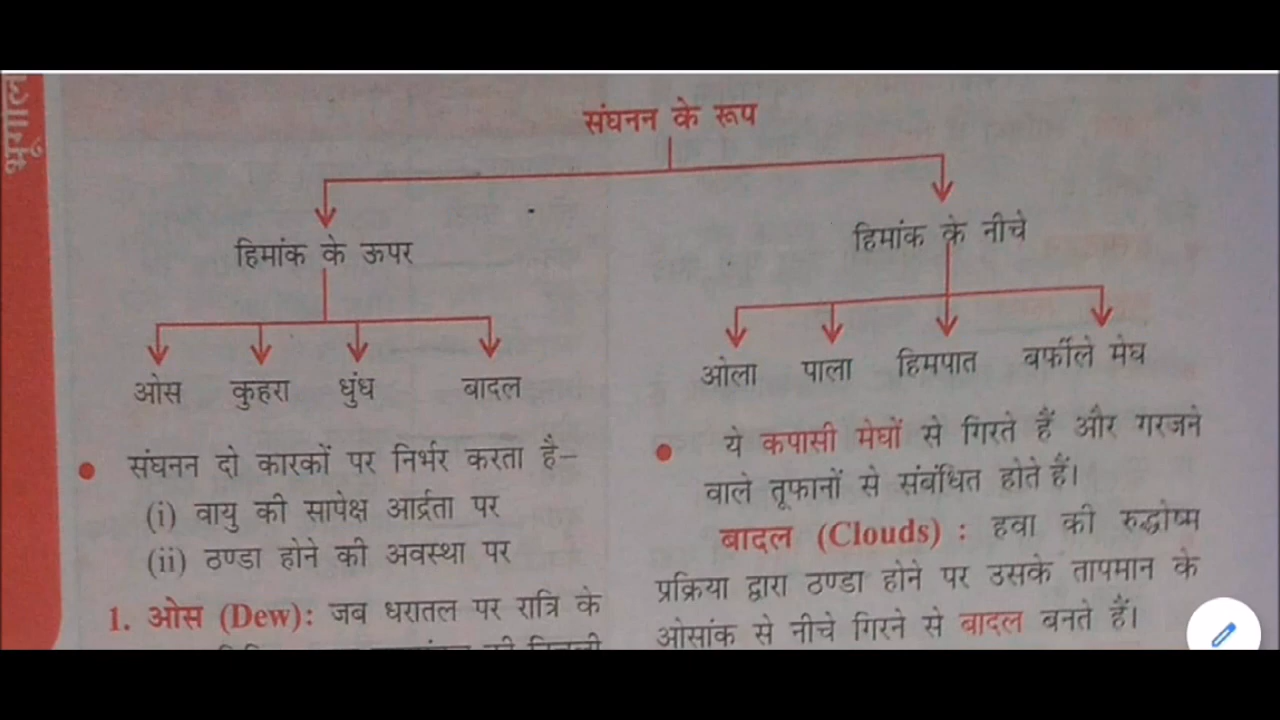 भूगोल
संघनन के रूप
हिमांक के ऊपर
हिमांक के नीचे
ओस कुहरा धुंध बादल
ओला पाला हिमपात बर्फीले मेघ
• संघनन दो कारकों पर निर्भर करता है–
(i) वायु की सापेक्ष आर्द्रता पर
(ii) ठण्डा होने की अवस्था पर
1. ओस (Dew): जब धरातल पर रात्रि के
• ये कपासी मेघों से गिरते हैं और गरजने
वाले तूफानों से संबंधित होते हैं।
बादल (Clouds) : हवा की रुद्धोष्म
प्रक्रिया द्वारा ठण्डा होने पर उसके तापमान के
ओसांक से नीचे गिरने से बादल बनते हैं।